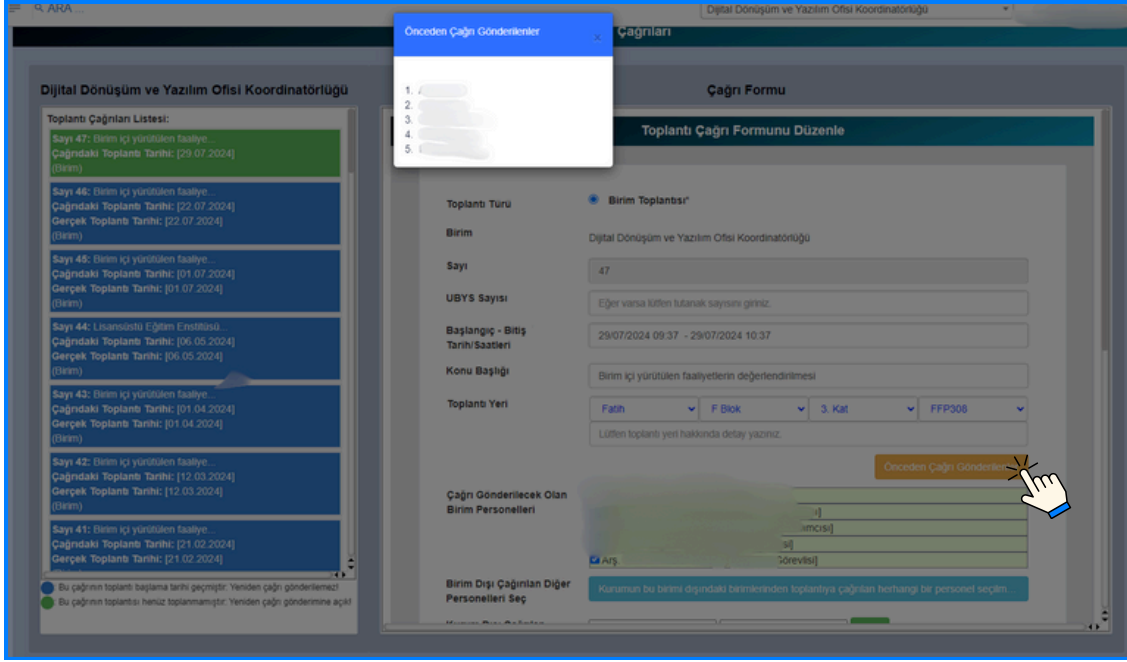 ARA ...
Dijital Dönüşüm ve Yazılım Ofisi Koordinatörlüğü
Çağrıları
Önceden Çağrı Gönderilenler
x
1.
2.
3.
4.
5.
Dijital Dönüşüm ve Yazılım Ofisi Koordinatörlüğü
Toplantı Çağrıları Listesi:
Sayı 47: Birim içi yürütülen faaliye...
Çağrıdaki Toplantı Tarihi: [29.07.2024]
(Birim)
Sayı 46: Birim içi yürütülen faaliye...
Çağrıdaki Toplantı Tarihi: [22.07.2024]
Gerçek Toplantı Tarihi: [22.07.2024]
(Birim)
Sayı 45: Birim içi yürütülen faaliye...
Çağrıdaki Toplantı Tarihi: [01.07.2024]
Gerçek Toplantı Tarihi: [01.07.2024]
(Birim)
Sayı 44: Lisansüstü Eğitim Enstitüsü...
Çağrıdaki Toplantı Tarihi: [06.05.2024]
Gerçek Toplantı Tarihi: [06.05.2024]
(Birim)
Sayı 43: Birim içi yürütülen faaliye...
Çağrıdaki Toplantı Tarihi: [01.04.2024]
Gerçek Toplantı Tarihi: [01.04.2024]
(Birim)
Sayı 42: Birim içi yürütülen faaliye...
Çağrıdaki Toplantı Tarihi: [12.03.2024]
Gerçek Toplantı Tarihi: [12.03.2024]
(Birim)
Sayı 41: Birim içi yürütülen faaliye...
Çağrıdaki Toplantı Tarihi: [21.02.2024]
Gerçek Toplantı Tarihi: [21.02.2024]
Bu çağrının toplantı başlama tarihi geçmiştir. Yeniden çağrı gönderilemez!
Bu çağrının toplantısı henüz toplanmamıştır. Yeniden çağrı gönderimine açık!
Çağrı Formu
Toplantı Çağrı Formunu Düzenle
Toplantı Türü
Birim Toplantısı*
Birim
Dijital Dönüşüm ve Yazılım Ofisi Koordinatörlüğü
Sayı
47
UBYS Sayısı
Eğer varsa lütfen tutanak sayısını giriniz.
Başlangıç - Bitiş
Tarih/Saatleri
29/07/2024 09:37 - 29/07/2024 10:37
Konu Başlığı
Birim içi yürütülen faaliyetlerin değerlendirilmesi
Toplantı Yeri
Fatih F Blok 3. Kat FFP308
Lütfen toplantı yeri hakkında detay yazınız.
Önceden Çağrı
Çağrı Gönderilecek Olan
Birim Personelleri
Arş
Birim Dışı Çağırılan Diğer
Personelleri Seç
Kurumun bu birimi dışındaki birimlerinden toplantıya çağrılan herhangi bir personel seçilm...